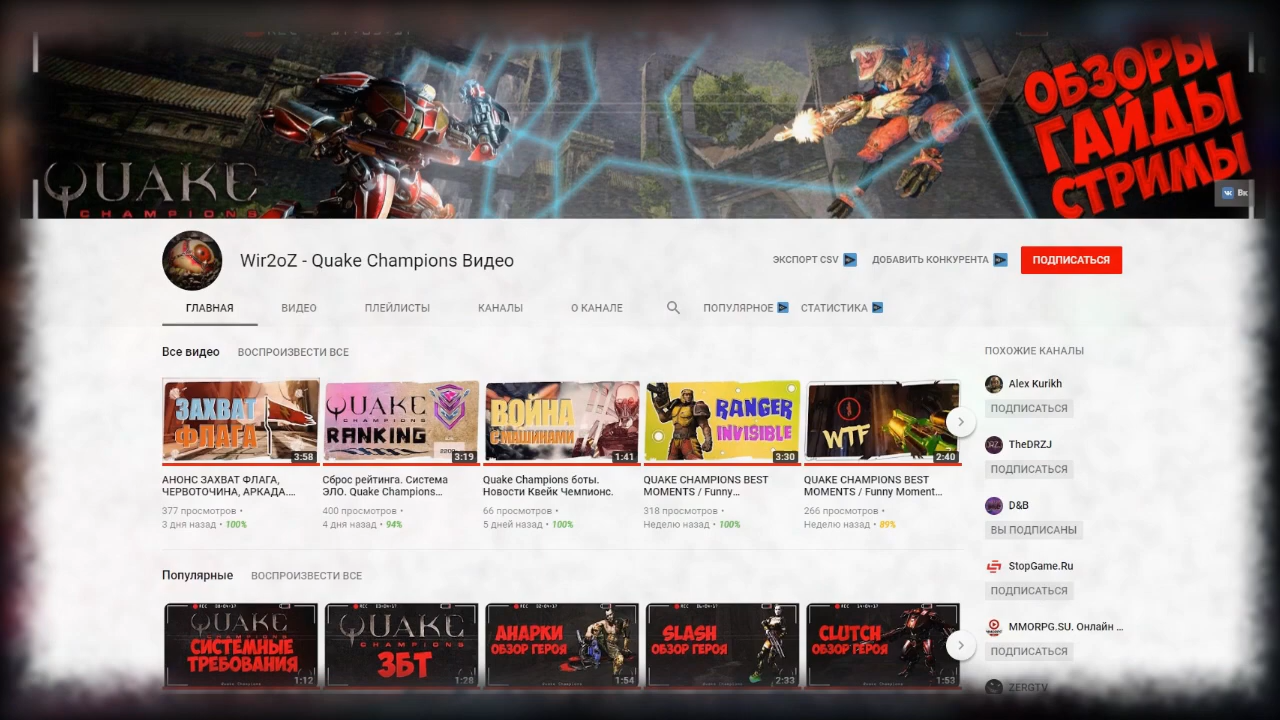 ОБЗОРЫ
ГАЙДЫ
СТРИМЫ
QUAKE
CHAMPIONS
Вк
Wir2oZ - Quake Champions Видео
ЭКСПОРТ CSV
ДОБАВИТЬ КОНКУРЕНТА
ПОДПИСАТЬСЯ
ГЛАВНАЯ
ВИДЕО
ПЛЕЙЛИСТЫ
КАНАЛЫ
О КАНАЛЕ
ПОПУЛЯРНОЕ
СТАТИСТИКА
Все видео
ВОСПРОИЗВЕСТИ ВСЕ
ЗАХВАТ
ФЛАГА
3:58
АНОНС ЗАХВАТ ФЛАГА,
ЧЕРВОТОЧИНА, АРКАДА....
377 просмотров •
3 дня назад • 100%
QUAKE
CHAMPIONS
RANKING
2200
3:19
Сброс рейтинга. Система
ЭЛО. Quake Champions...
400 просмотров •
4 дня назад • 94%
ВОЙНА
С МАШИНАМИ
1:41
Quake Champions боты.
Новости Квейк Чемпионс.
66 просмотров •
5 дней назад • 100%
RANGER
INVISIBLE
3:30
QUAKE CHAMPIONS BEST
MOMENTS / Funny...
318 просмотров •
Неделю назад • 100%
WTF
2:40
QUAKE CHAMPIONS BEST
MOMENTS / Funny Moment...
266 просмотров •
Неделю назад • 89%
Популярные
ВОСПРОИЗВЕСТИ ВСЕ
QUAKE
CHAMPIONS
СИСТЕМНЫЕ
ТРЕБОВАНИЯ
1:12
QUAKE
CHAMPIONS
ЗБТ
1:28
АНАРКИ
ОБЗОР ГЕРОЯ
1:54
SLASH
ОБЗОР ГЕРОЯ
2:33
CLUTCH
ОБЗОР ГЕРОЯ
1:53
ПОХОЖИЕ КАНАЛЫ
Alex Kurikh
ПОДПИСАТЬСЯ
TheDRZJ
ПОДПИСАТЬСЯ
D&B
ВЫ ПОДПИСАНЫ
StopGame.Ru
ПОДПИСАТЬСЯ
MMORPG.SU. Онлайн ...
ПОДПИСАТЬСЯ
ZERGTV